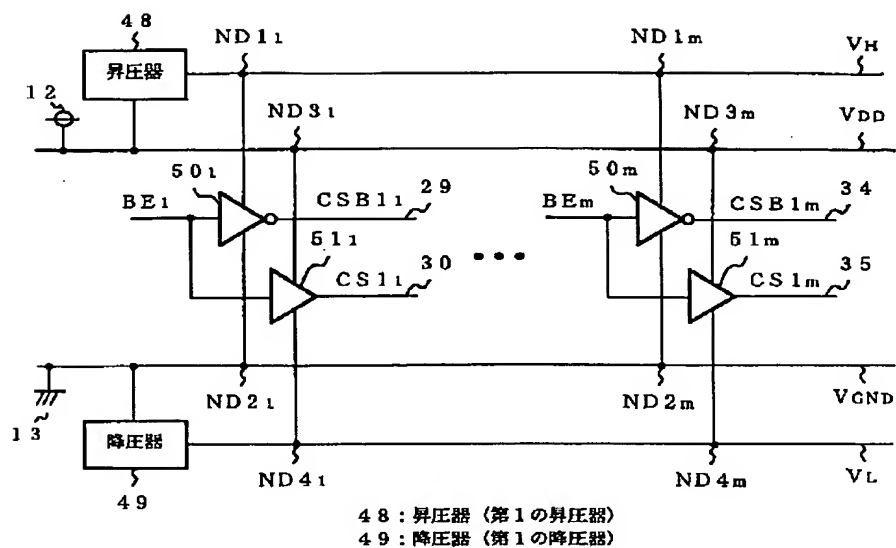 48
ND1₁
ND1m
VH
昇圧器
12
ND3₁
ND3m
VDD
50₁
50m
BE₁
CSB1₁
29
BEm
CSB1m
34
51₁
51m
CS1₁
30
CS1m
35
•••
ND2₁
ND2m
VGND
13
降圧器
49
ND4₁
ND4m
VL
48：昇圧器（第1の昇圧器）
49：降圧器（第1の降圧器）